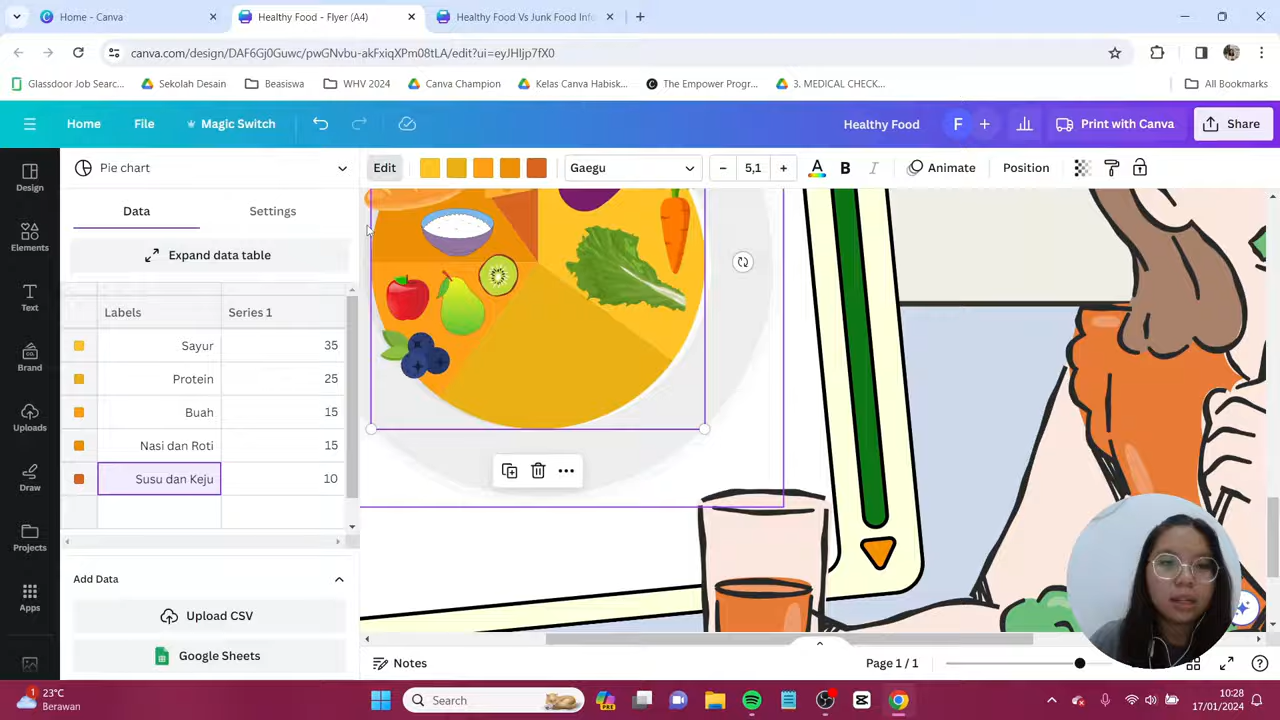 Home - Canva
Healthy Food - Flyer (A4)
Healthy Food Vs Junk Food Info
canva.com/design/DAF6Gj0Guwc/pwGNvbu-akFxiqXPm08tLA/edit?ui=eyJHIjp7fX0
Glassdoor Job Searc...
Sekolah Desain
Beasiswa
WHV 2024
Canva Champion
Kelas Canva Habisk...
The Empower Progr...
3. MEDICAL CHECK...
All Bookmarks
Home
File
Magic Switch
Healthy Food
F
Print with Canva
Share
Pie chart
Edit
Gaegu
5,1
A
B
I
Animate
Position
Design
Elements
Text
Brand
Uploads
Draw
Projects
Apps
Data
Settings
Expand data table
Labels
Series 1
Sayur
35
Protein
25
Buah
15
Nasi dan Roti
15
Susu dan Keju
10
Add Data
Upload CSV
Google Sheets
Notes
Page 1 / 1
1
23°C
Berawan
Search
PRE
10:28
17/01/2024